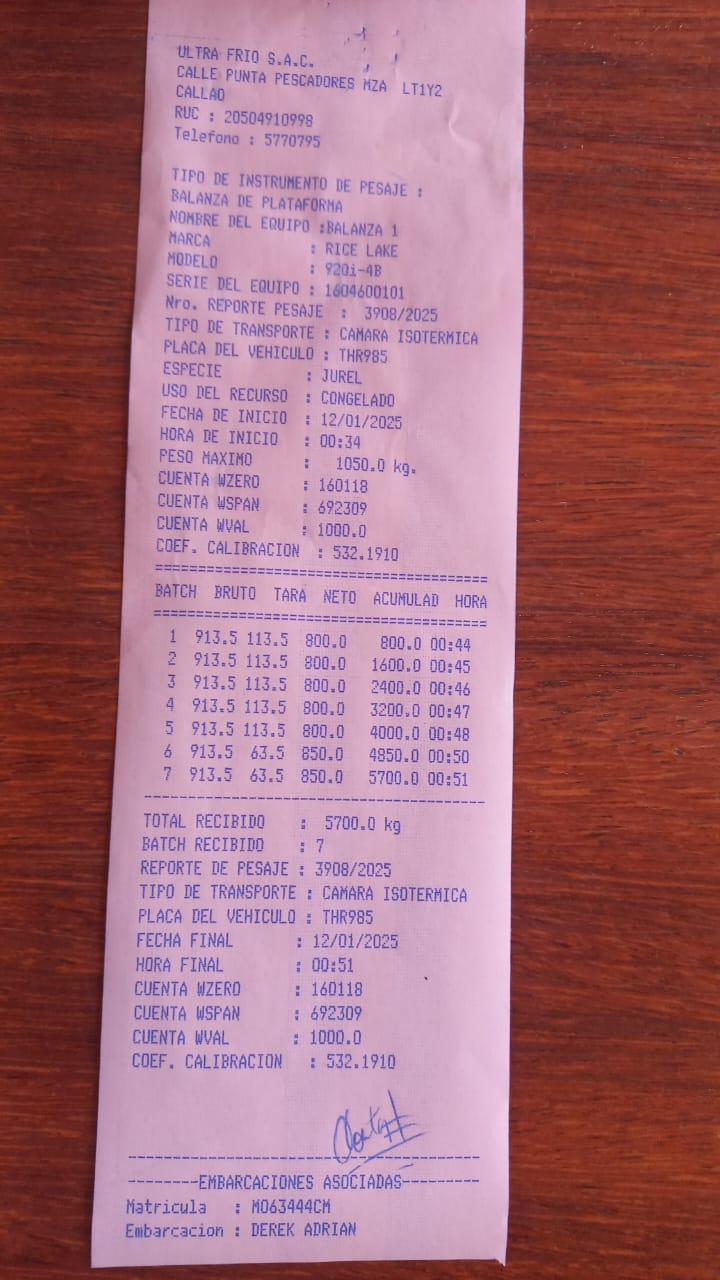 ULTRA FRIO S.A.C.
CALLE PUNTA PESCADORES MZA LT1Y2
CALLAO
RUC : 20504910998
Telefono : 5770795
TIPO DE INSTRUMENTO DE PESAJE :
BALANZA DE PLATAFORMA
NOMBRE DEL EQUIPO :BALANZA 1
MARCA : RICE LAKE
MODELO : 920i-4B
SERIE DEL EQUIPO : 1604600101
Nro. REPORTE PESAJE : 3908/2025
TIPO DE TRANSPORTE : CAMARA ISOTERMICA
PLACA DEL VEHICULO : THR985
ESPECIE : JUREL
USO DEL RECURSO : CONGELADO
FECHA DE INICIO : 12/01/2025
HORA DE INICIO : 00:34
PESO MAXIMO : 1050.0 kg.
CUENTA WZERO : 160118
CUENTA WSPAN : 692309
CUENTA WVAL : 1000.0
COEF. CALIBRACION : 532.1910
========================================
BATCH BRUTO TARA NETO ACUMULAD HORA
========================================
1 913.5 113.5 800.0 800.0 00:44
2 913.5 113.5 800.0 1600.0 00:45
3 913.5 113.5 800.0 2400.0 00:46
4 913.5 113.5 800.0 3200.0 00:47
5 913.5 113.5 800.0 4000.0 00:48
6 913.5 63.5 850.0 4850.0 00:50
7 913.5 63.5 850.0 5700.0 00:51
----------------------------------------
TOTAL RECIBIDO : 5700.0 kg
BATCH RECIBIDO : 7
REPORTE DE PESAJE : 3908/2025
TIPO DE TRANSPORTE : CAMARA ISOTERMICA
PLACA DEL VEHICULO : THR985
FECHA FINAL : 12/01/2025
HORA FINAL : 00:51
CUENTA WZERO : 160118
CUENTA WSPAN : 692309
CUENTA WVAL : 1000.0
COEF. CALIBRACION : 532.1910
----------------------------------------
--------EMBARCACIONES ASOCIADAS---------
Matricula : MO63444CM
Embarcacion : DEREK ADRIAN